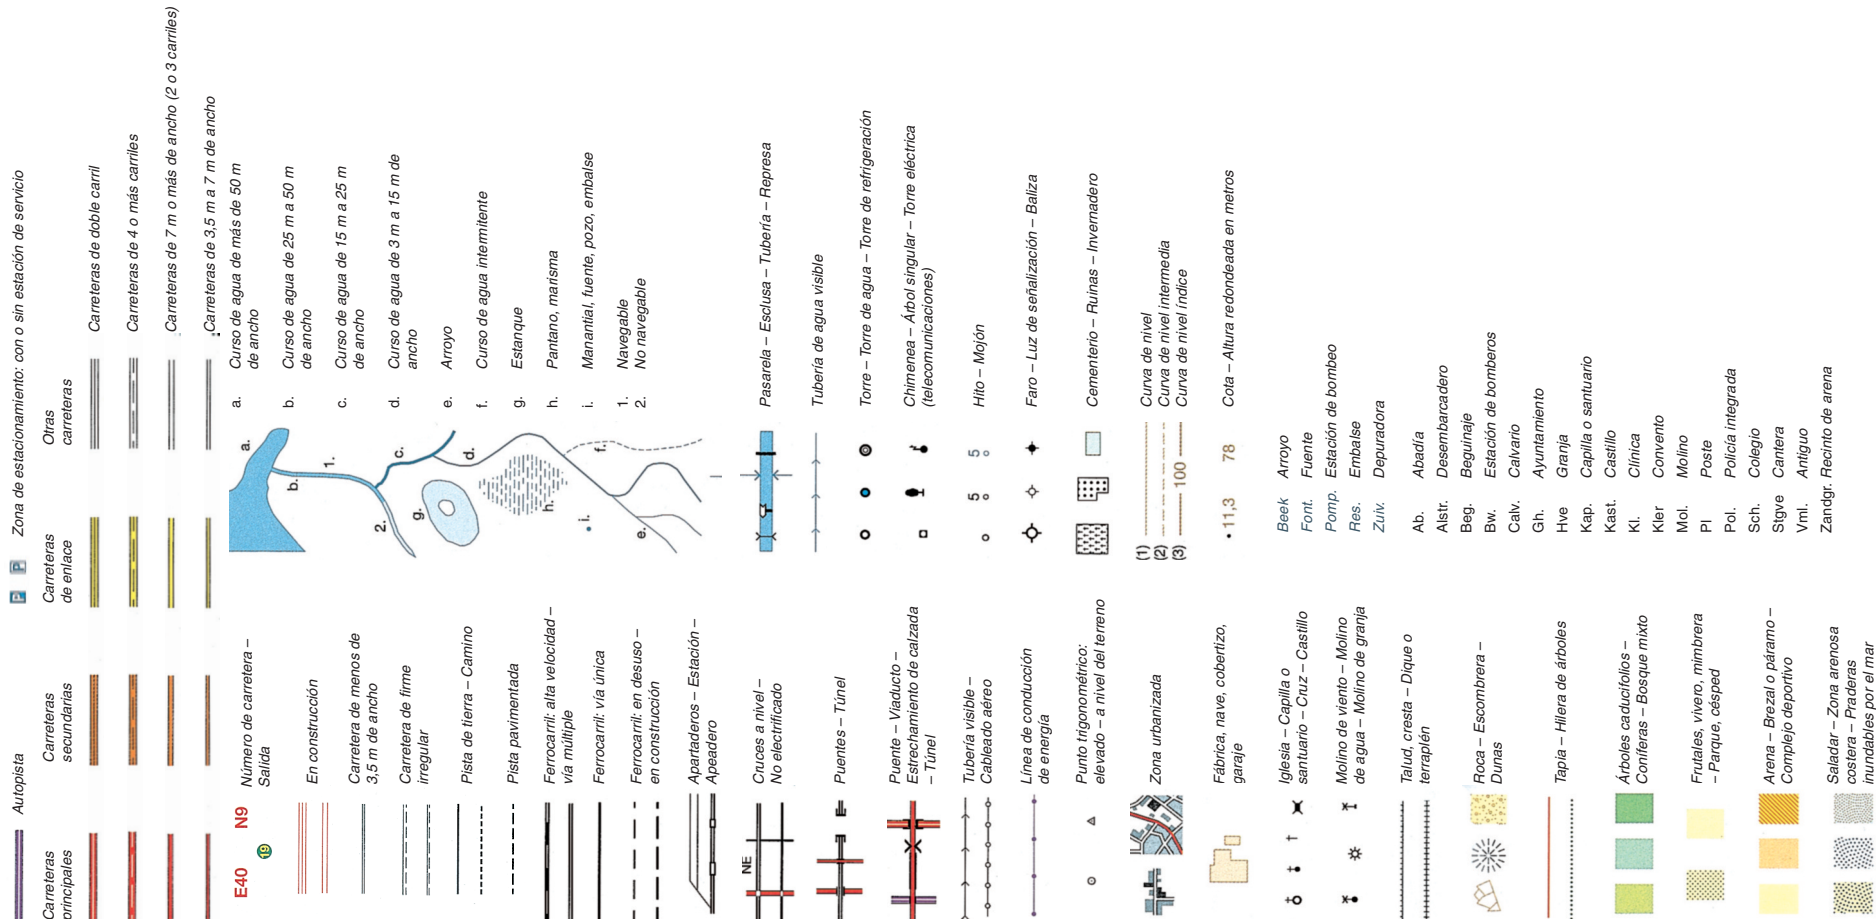 Autopista
P P Zona de estacionamiento: con o sin estación de servicio
Carreteras
principales
Carreteras
secundarias
Carreteras
de enlace
Otras
carreteras
Carreteras de doble carril
Carreteras de 4 o más carriles
Carreteras de 7 m o más de ancho (2 o 3 carriles)
Carreteras de 3,5 m a 7 m de ancho
E40 N9
19
Número de carretera –
Salida
En construcción
Carretera de menos de
3,5 m de ancho
Carretera de firme
irregular
Pista de tierra – Camino
Pista pavimentada
Ferrocarril: alta velocidad –
vía múltiple
Ferrocarril: vía única
Ferrocarril: en desuso –
en construcción
Apartaderos – Estación –
Apeadero
NE
Cruces a nivel –
No electrificado
Puentes – Túnel
Puente – Viaducto –
Estrechamiento de calzada
– Túnel
Tubería visible –
Cableado aéreo
Línea de conducción
de energía
Punto trigonométrico:
elevado – a nivel del terreno
Zona urbanizada
Fábrica, nave, cobertizo,
garaje
Iglesia – Capilla o
santuario – Cruz – Castillo
Molino de viento – Molino
de agua – Molino de granja
Talud, cresta – Dique o
terraplén
Roca – Escombrera –
Dunas
Tapia – Hilera de árboles
Árboles caducifolios –
Coníferas – Bosque mixto
Frutales, vivero, mimbrera
– Parque, césped
Arena – Brezal o páramo –
Complejo deportivo
Saladar – Zona arenosa
costera – Praderas
inundables por el mar
a.
b.
1.
c.
2.
d.
g.
h.
f.
i.
e.
a. Curso de agua de más de 50 m
de ancho
b. Curso de agua de 25 m a 50 m
de ancho
c. Curso de agua de 15 m a 25 m
de ancho
d. Curso de agua de 3 m a 15 m de
ancho
e. Arroyo
f. Curso de agua intermitente
g. Estanque
h. Pantano, marisma
i. Manantial, fuente, pozo, embalse
1. Navegable
2. No navegable
Pasarela – Esclusa – Tubería – Represa
Tubería de agua visible
Torre – Torre de agua – Torre de refrigeración
Chimenea – Árbol singular – Torre eléctrica
(telecomunicaciones)
5 5
Hito – Mojón
Faro – Luz de señalización – Baliza
Cementerio – Ruinas – Invernadero
(1) Curva de nivel
(2) Curva de nivel intermedia
(3) 100 Curva de nivel índice
• 11,3 78 Cota – Altura redondeada en metros
Beek Arroyo
Font. Fuente
Pomp. Estación de bombeo
Res. Embalse
Zuiv. Depuradora
Ab. Abadía
Alstr. Desembarcadero
Beg. Beguinaje
Bw. Estación de bomberos
Calv. Calvario
Gh. Ayuntamiento
Hve Granja
Kap. Capilla o santuario
Kast. Castillo
Kl. Clínica
Kler Convento
Mol. Molino
Pl Poste
Pol. Policía integrada
Sch. Colegio
Stgve Cantera
Vml. Antiguo
Zandgr. Recinto de arena